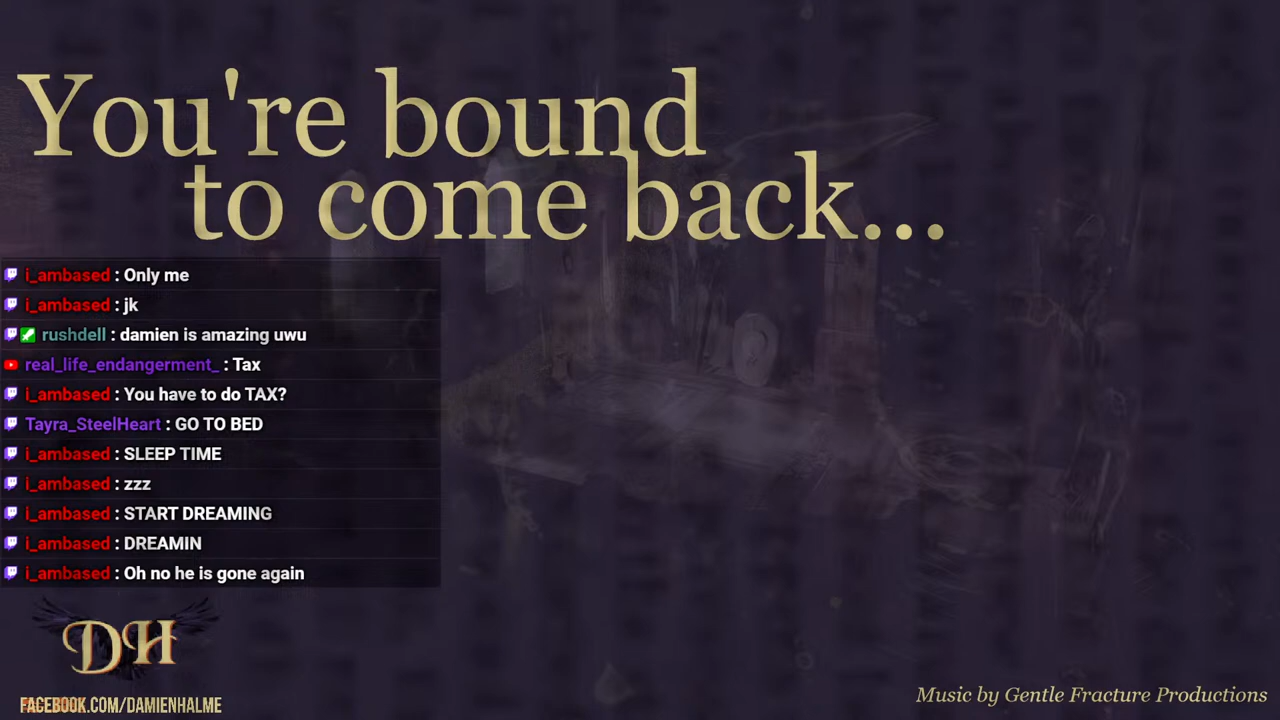 You're bound
to come back...
i_ambased : Only me
i_ambased : jk
rushdell : damien is amazing uwu
real_life_endangerment_ : Tax
i_ambased : You have to do TAX?
Tayra_SteelHeart : GO TO BED
i_ambased : SLEEP TIME
i_ambased : zzz
i_ambased : START DREAMING
i_ambased : DREAMIN
i_ambased : Oh no he is gone again
DH
FACEBOOK.COM/DAMIENHALME
Music by Gentle Fracture Productions